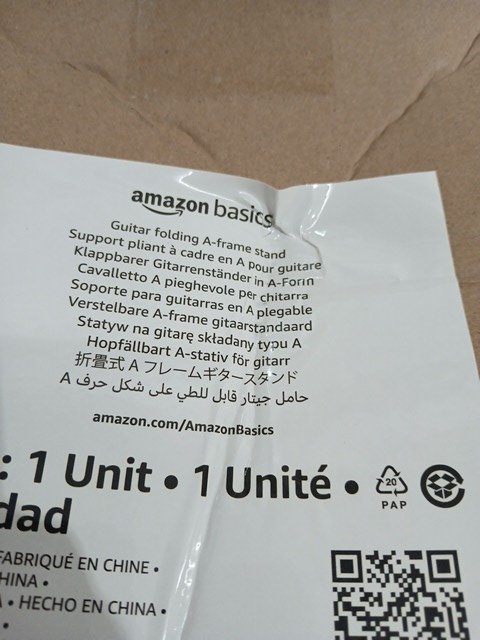 amazon basics
Guitar folding A-frame stand
Support pliant à cadre en A pour guitare
Klappbarer Gitarrenständer in A-Form
Cavalletto A pieghevole per chitarra
Soporte para guitarras en A plegable
Verstelbare A-frame gitaarstandaard
Statyw na gitarę składany typu A
Hopfällbart A-stativ för gitarr
折畳式 A フレームギタースタンド
حامل جيتار قابل للطي على شكل حرف A
amazon.com/AmazonBasics
: 1 Unit • 1 Unité •
dad
20
PAP
FABRIQUÉ EN CHINE •
HINA •
A • HECHO EN CHINA •
•